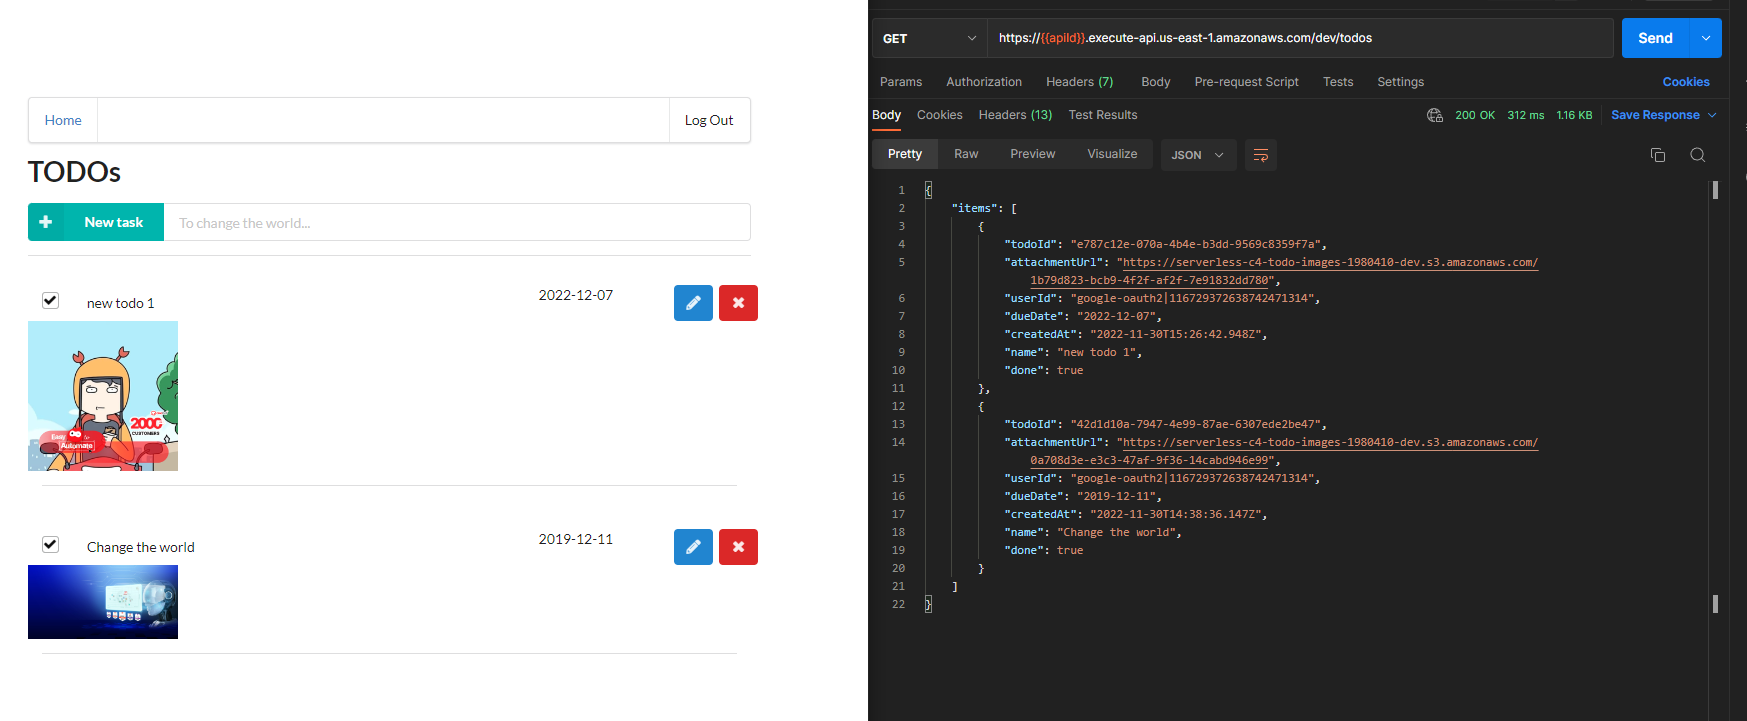 Home
Log Out
TODOs
New task
To change the world...
new todo 1
2022-12-07
2000
CUSTOMERS
Easy
Automate
Change the world
2019-12-11
GET
https://{{apiId}}.execute-api.us-east-1.amazonaws.com/dev/todos
Send
Params Authorization Headers (7) Body Pre-request Script Tests Settings Cookies
Body Cookies Headers (13) Test Results 200 OK 312 ms 1.16 KB Save Response
Pretty Raw Preview Visualize JSON
1 {
2 "items": [
3 {
4 "todoId": "e787c12e-070a-4b4e-b3dd-9569c8359f7a",
5 "attachmentUrl": "https://serverless-c4-todo-images-1980410-dev.s3.amazonaws.com/
1b79d823-bcb9-4f2f-af2f-7e91832dd780",
6 "userId": "google-oauth2|116729372638742471314",
7 "dueDate": "2022-12-07",
8 "createdAt": "2022-11-30T15:26:42.948Z",
9 "name": "new todo 1",
10 "done": true
11 },
12 {
13 "todoId": "42d1d10a-7947-4e99-87ae-6307ede2be47",
14 "attachmentUrl": "https://serverless-c4-todo-images-1980410-dev.s3.amazonaws.com/
0a708d3e-e3c3-47af-9f36-14cabd946e99",
15 "userId": "google-oauth2|116729372638742471314",
16 "dueDate": "2019-12-11",
17 "createdAt": "2022-11-30T14:38:36.147Z",
18 "name": "Change the world",
19 "done": true
20 }
21 ]
22 }